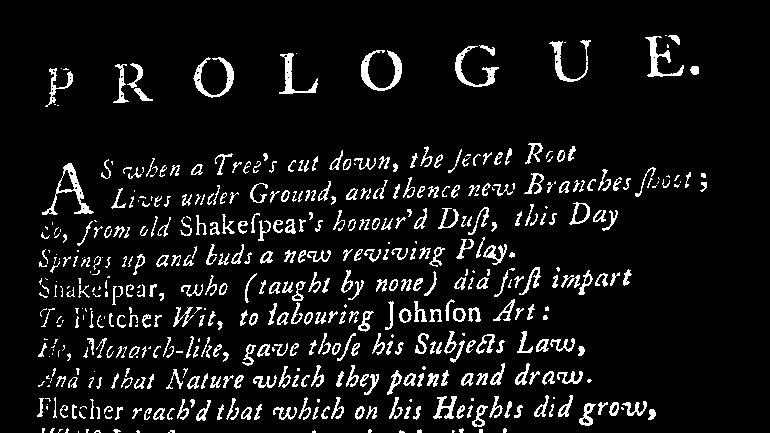 PROLOGUE.
AS when a Tree's cut down, the ſecret Root
Lives under Ground, and thence new Branches ſhoot;
So, from old Shakeſpear's honour'd Duſt, this Day
Springs up and buds a new reviving Play.
Shakeſpear, who (taught by none) did firſt impart
To Fletcher Wit, to labouring Johnſon Art:
He, Monarch-like, gave thoſe his Subjects Law,
And is that Nature which they paint and draw.
Fletcher reach'd that which on his Heights did grow,